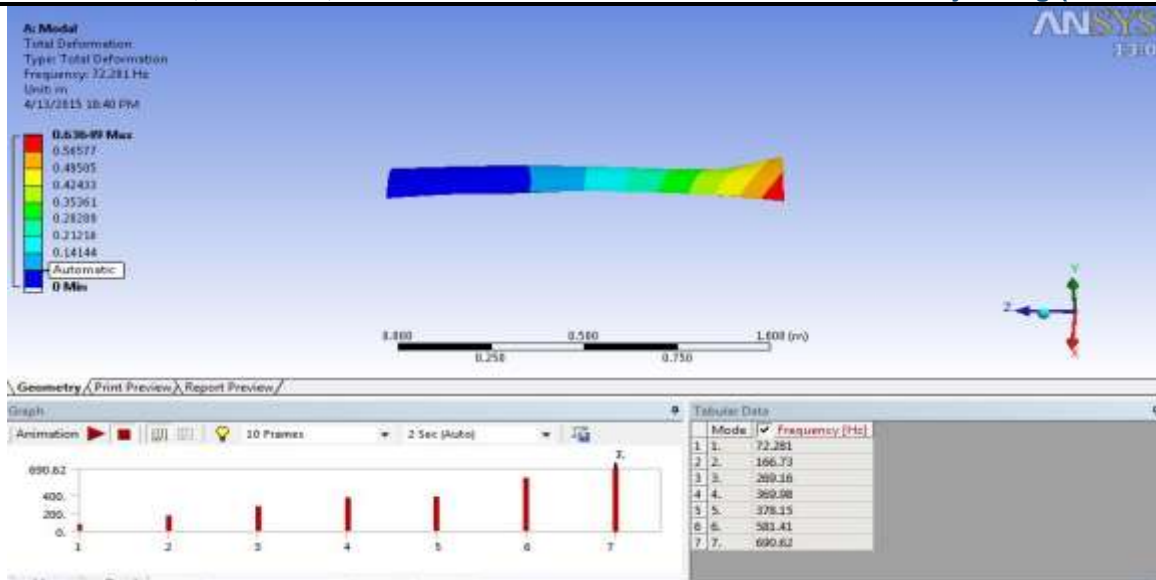 A: Modal
Total Deformation
Type: Total Deformation
Frequency: 72.281 Hz
Unit: m
4/13/2015 10:40 PM
ANSYS
13.0
0.63649 Max
0.56577
0.49505
0.42433
0.35361
0.28289
0.21216
0.14144
Automatic
0 Min
Y
Z
X
0.000 0.500 1.000 (m)
0.250 0.750
Geometry Print Preview Report Preview
Graph
Animation 10 Frames 2 Sec (Auto)
7.
690.62
400.
200.
0.
1 2 3 4 5 6 7
Tabular Data
Mode Frequency [Hz]
1 1. 72.281
2 2. 166.73
3 3. 269.16
4 4. 369.98
5 5. 378.15
6 6. 581.41
7 7. 690.62